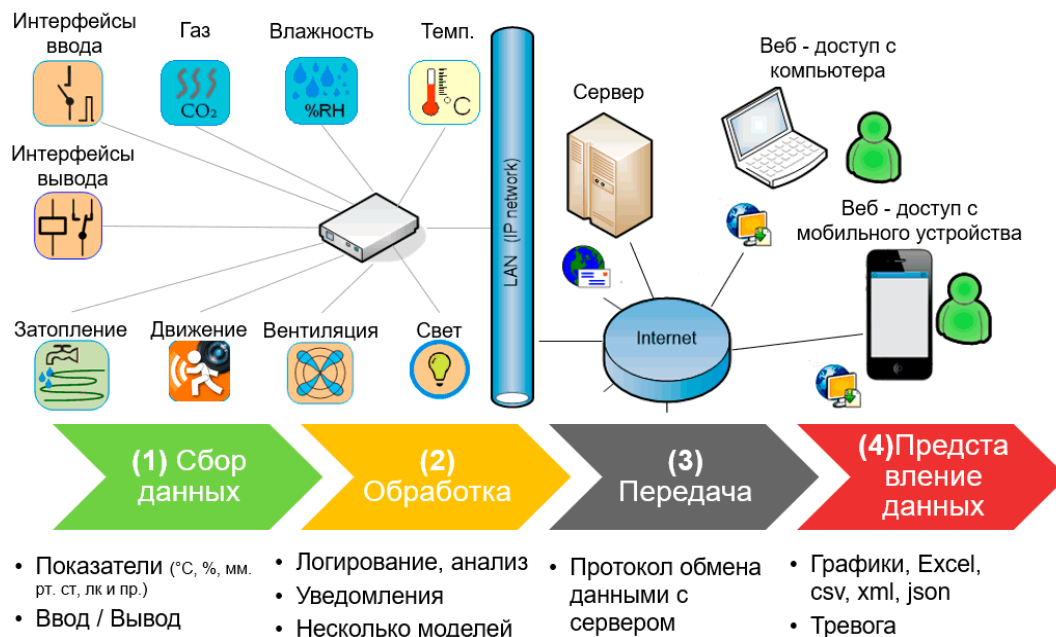 Интерфейсы
ввода
Газ
Влажность
Темп.
CO₂
%RH
°C
Интерфейсы
вывода
Затопление
Движение
Вентиляция
Свет
LAN (IP network)
Сервер
Веб - доступ с
компьютера
Веб - доступ с
мобильного устройства
Internet
(1) Сбор
данных
(2)
Обработка
(3)
Передача
(4)Предста
вление
данных
• Показатели (°C, %, мм.
рт. ст, лк и пр.)
• Ввод / Вывод
• Логирование, анализ
• Уведомления
• Несколько моделей
• Протокол обмена
данными с
сервером
• Графики, Excel,
csv, xml, json
• Тревога